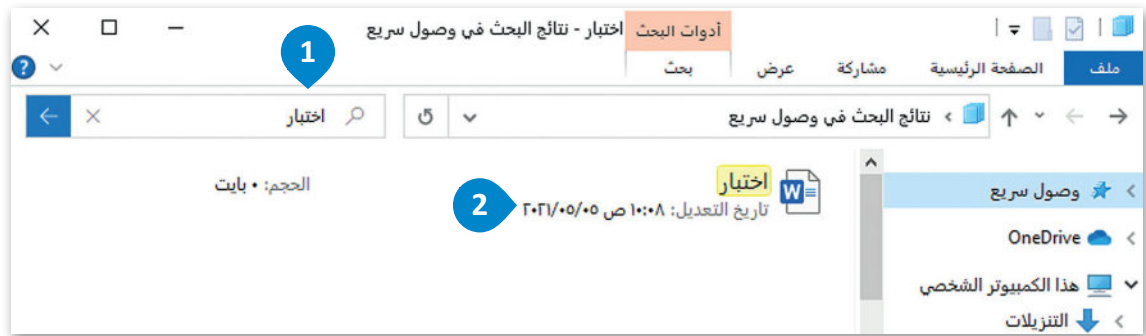 أدوات البحث
اختبار - نتائج البحث في وصول سريع
ملف
الصفحة الرئيسية
مشاركة
عرض
بحث
?
1
نتائج البحث في وصول سريع
اختبار
اختبار
تاريخ التعديل: ١٠:٠٨ ص ٢٠٢١/٠٥/٠٥
2
الحجم: ٠ بايت
وصول سريع
OneDrive
هذا الكمبيوتر الشخصي
التنزيلات